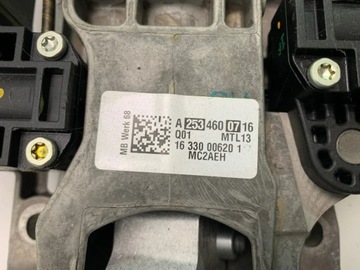 MB Werk 68
A 253 460 07 16
Q01 MTL13
16 330 00620 1
MC2AEH